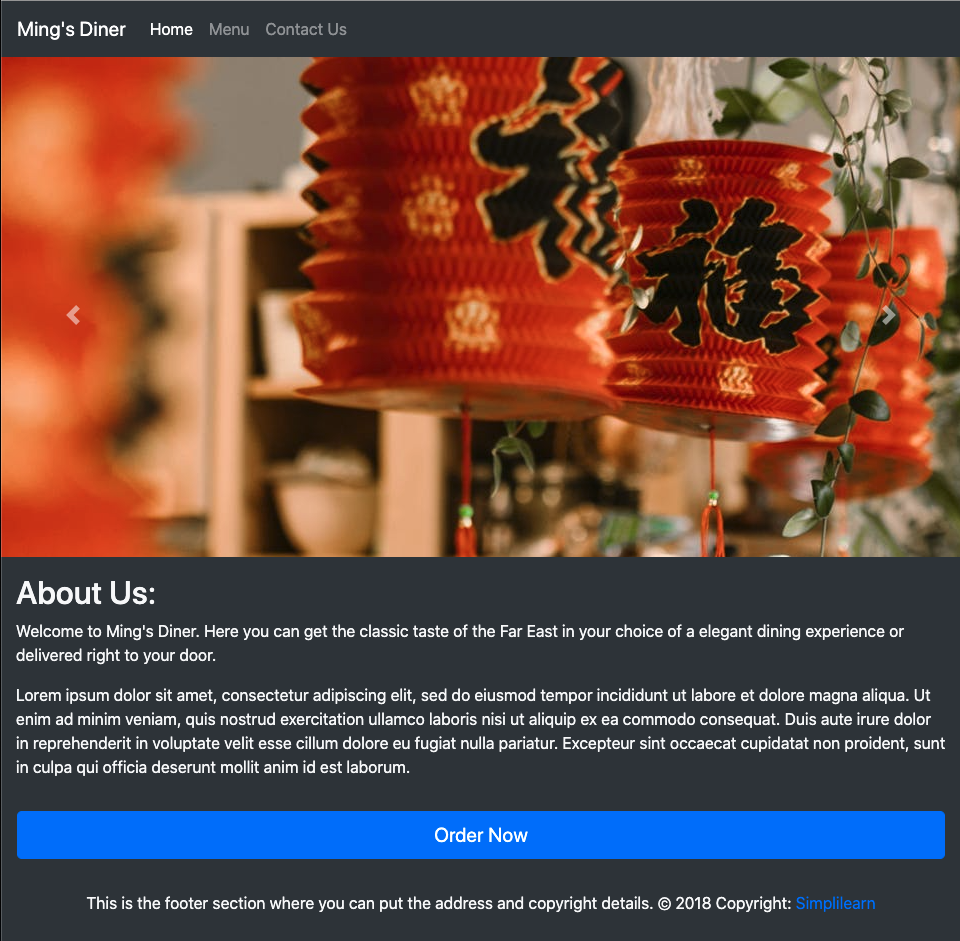 Ming's Diner Home Menu Contact Us
福
福
About Us:
Welcome to Ming's Diner. Here you can get the classic taste of the Far East in your choice of a elegant dining experience or
delivered right to your door.
Lorem ipsum dolor sit amet, consectetur adipiscing elit, sed do eiusmod tempor incididunt ut labore et dolore magna aliqua. Ut
enim ad minim veniam, quis nostrud exercitation ullamco laboris nisi ut aliquip ex ea commodo consequat. Duis aute irure dolor
in reprehenderit in voluptate velit esse cillum dolore eu fugiat nulla pariatur. Excepteur sint occaecat cupidatat non proident, sunt
in culpa qui officia deserunt mollit anim id est laborum.
Order Now
This is the footer section where you can put the address and copyright details. © 2018 Copyright: Simplilearn